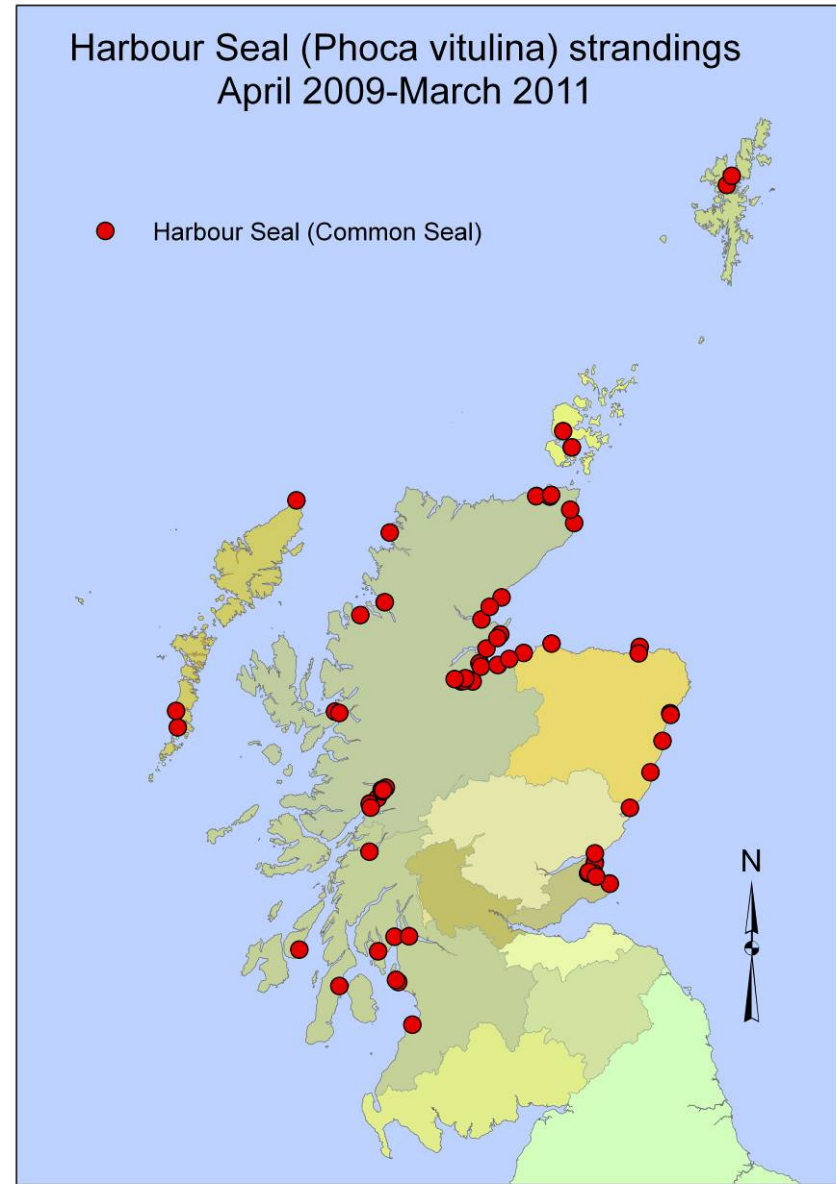 Harbour Seal (Phoca vitulina) strandings
April 2009-March 2011
Harbour Seal (Common Seal)
N